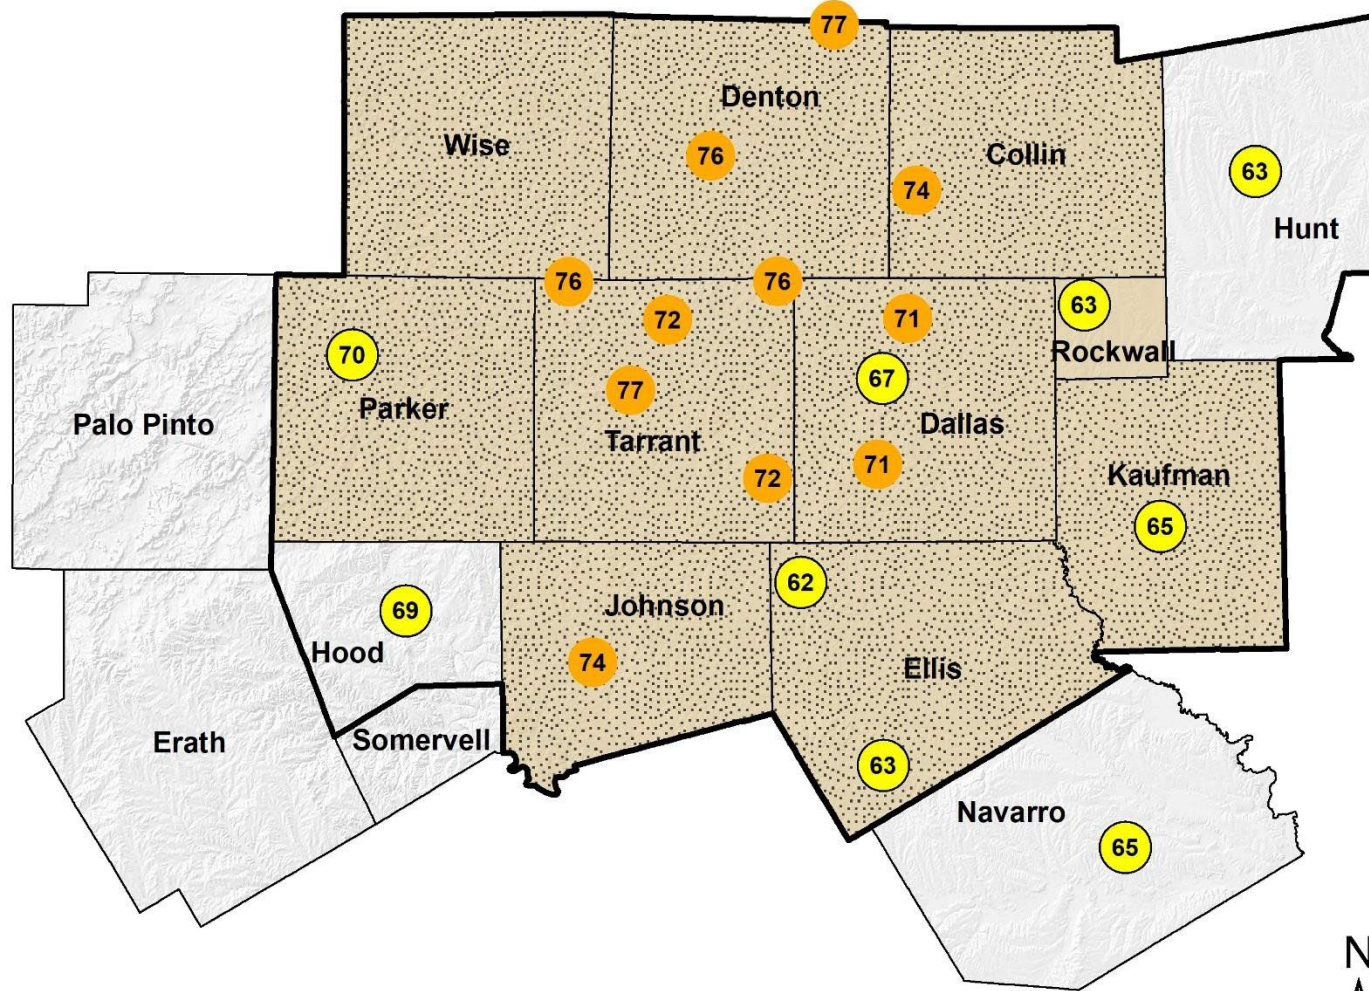 77
Denton
Wise
76
Collin
74
63
Hunt
76
76
63
72
71
Rockwall
70
67
Parker
77
Palo Pinto
Tarrant
Dallas
72
71
Kaufman
65
62
69
Johnson
Hood
74
Ellis
Erath
Somervell
63
Navarro
65
N